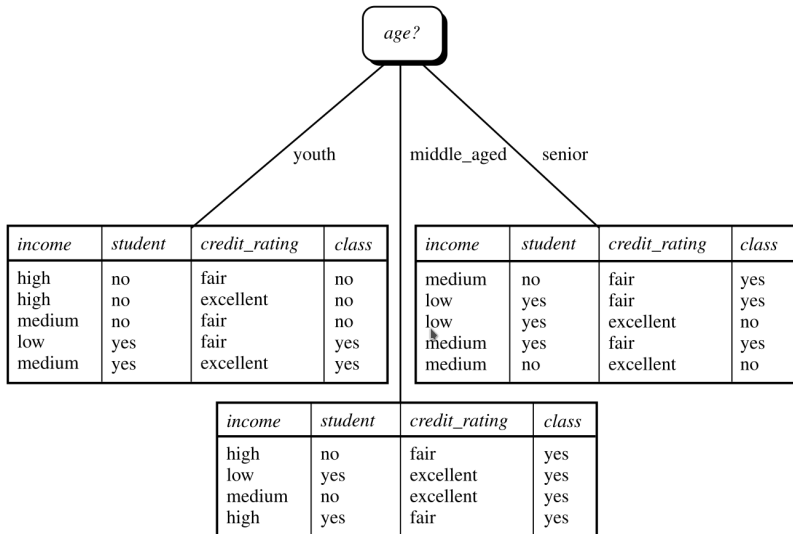 age?
youth
middle_aged
senior
income student credit_rating class
high no fair no
high no excellent no
medium no fair no
low yes fair yes
medium yes excellent yes
income student credit_rating class
medium no fair yes
low yes fair yes
low yes excellent no
medium yes fair yes
medium no excellent no
income student credit_rating class
high no fair yes
low yes excellent yes
medium no excellent yes
high yes fair yes